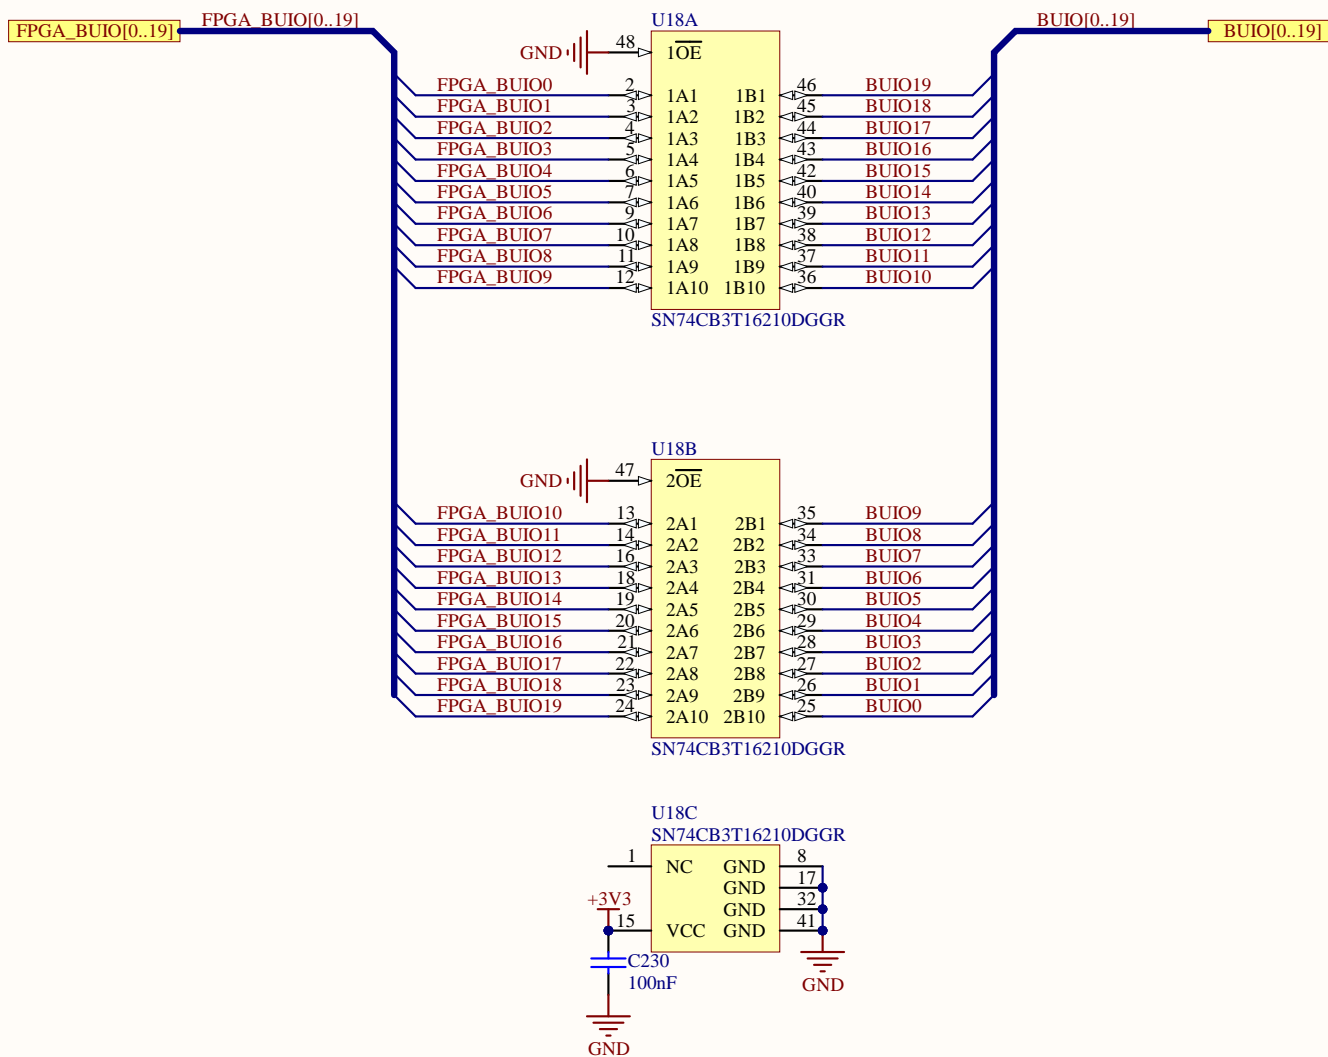 FPGA_BUIO[0..19] FPGA_BUIO[0..19] U18A BUIO[0..19] BUIO[0..19]
GND 48 1OE
FPGA_BUIO0 2 1A1 1B1 46 BUIO19
FPGA_BUIO1 3 1A2 1B2 45 BUIO18
FPGA_BUIO2 4 1A3 1B3 44 BUIO17
FPGA_BUIO3 5 1A4 1B4 43 BUIO16
FPGA_BUIO4 6 1A5 1B5 42 BUIO15
FPGA_BUIO5 7 1A6 1B6 40 BUIO14
FPGA_BUIO6 9 1A7 1B7 39 BUIO13
FPGA_BUIO7 10 1A8 1B8 38 BUIO12
FPGA_BUIO8 11 1A9 1B9 37 BUIO11
FPGA_BUIO9 12 1A10 1B10 36 BUIO10
SN74CB3T16210DGGR
U18B
GND 47 2OE
FPGA_BUIO10 13 2A1 2B1 35 BUIO9
FPGA_BUIO11 14 2A2 2B2 34 BUIO8
FPGA_BUIO12 16 2A3 2B3 33 BUIO7
FPGA_BUIO13 18 2A4 2B4 31 BUIO6
FPGA_BUIO14 19 2A5 2B5 30 BUIO5
FPGA_BUIO15 20 2A6 2B6 29 BUIO4
FPGA_BUIO16 21 2A7 2B7 28 BUIO3
FPGA_BUIO17 22 2A8 2B8 27 BUIO2
FPGA_BUIO18 23 2A9 2B9 26 BUIO1
FPGA_BUIO19 24 2A10 2B10 25 BUIO0
SN74CB3T16210DGGR
U18C
SN74CB3T16210DGGR
1 NC GND 8
GND 17
+3V3 GND 32
15 VCC GND 41
C230
100nF GND
GND